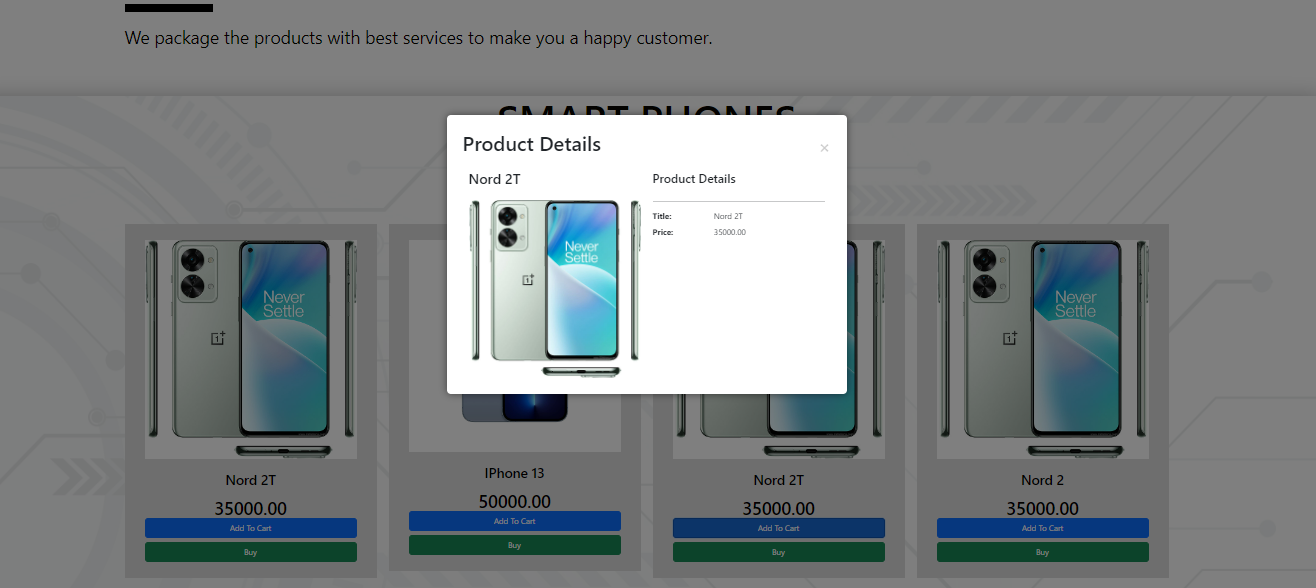 We package the products with best services to make you a happy customer.
SMART PHONES
Product Details
×
Nord 2T
Product Details
Never
Settle
Title: Nord 2T
Price: 35000.00
Never
Settle
Never
Settle
Nord 2T
35000.00
Add To Cart
Buy
IPhone 13
50000.00
Add To Cart
Buy
Nord 2T
35000.00
Add To Cart
Buy
Nord 2
35000.00
Add To Cart
Buy